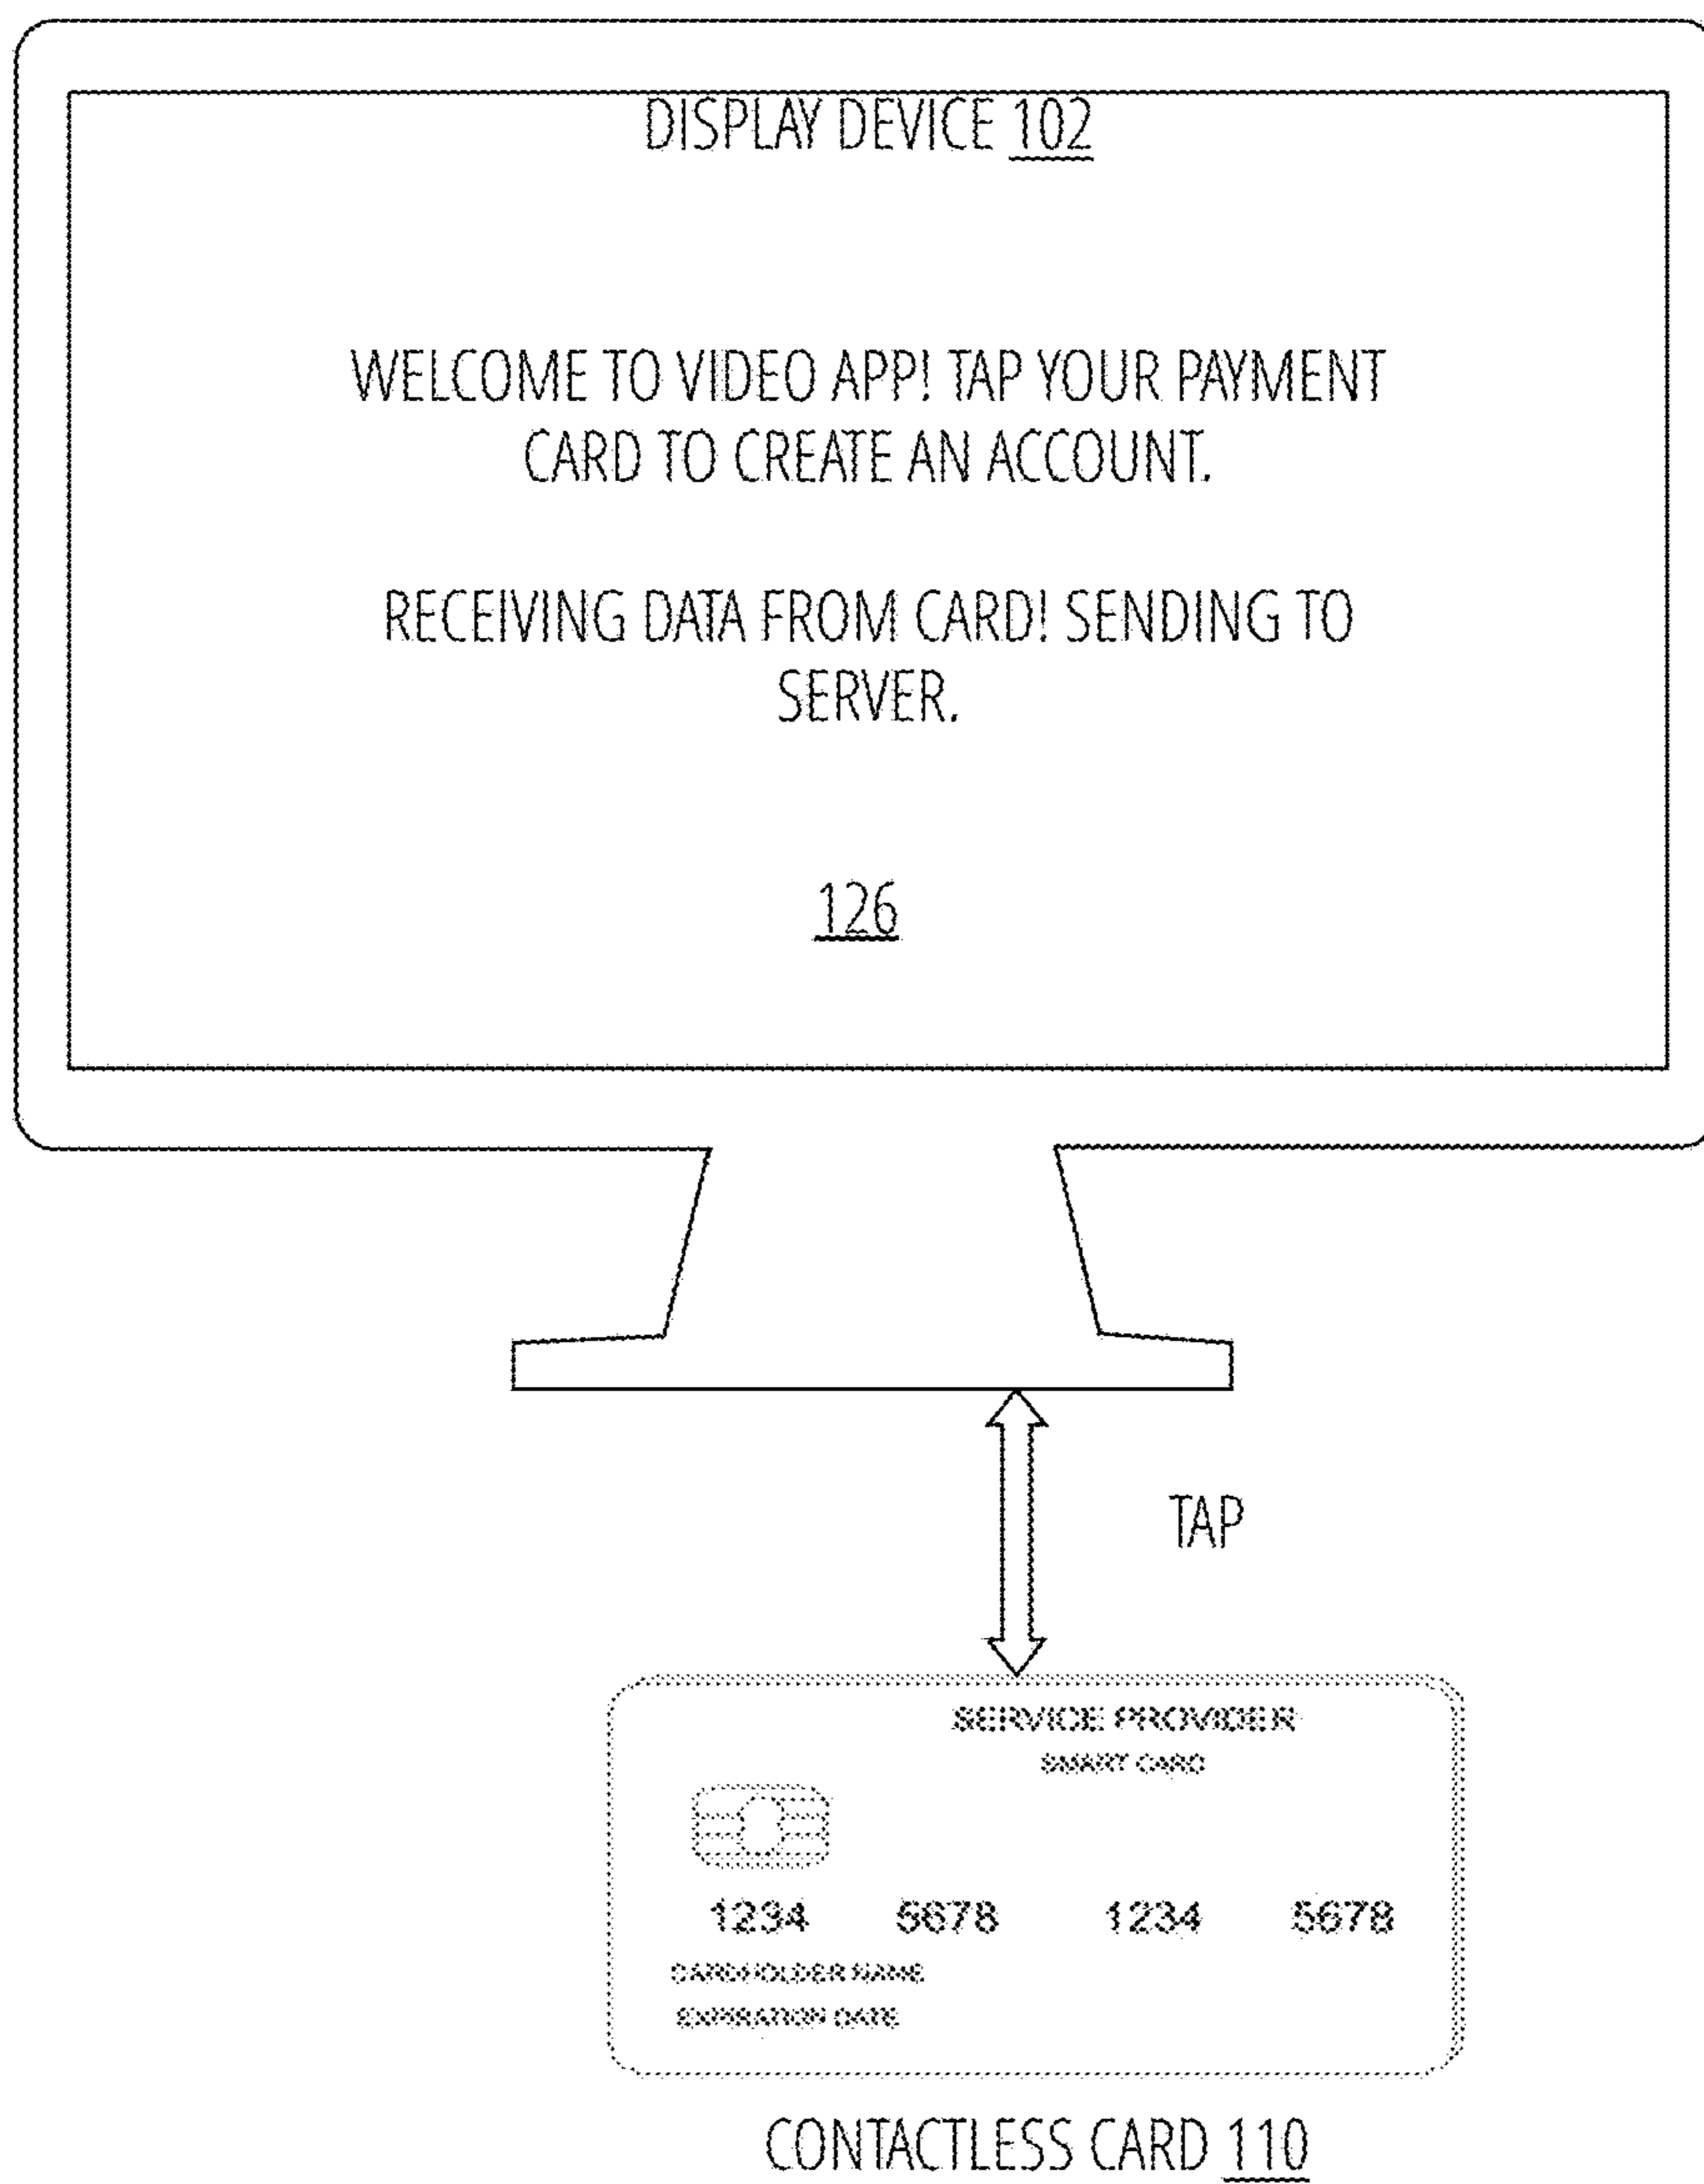 DISPLAY DEVICE 102
WELCOME TO VIDEO APP! TAP YOUR PAYMENT
CARD TO CREATE AN ACCOUNT.
RECEIVING DATA FROM CARD! SENDING TO
SERVER.
126
TAP
SERVICE PROVIDER
SMART CARD
1234 5678 1234 5678
CARDHOLDER NAME
EXPIRATION DATE
CONTACTLESS CARD 110